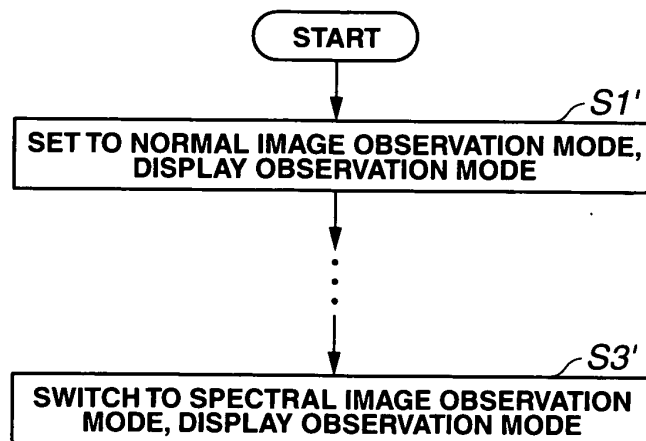 START
S1'
SET TO NORMAL IMAGE OBSERVATION MODE,
DISPLAY OBSERVATION MODE
S3'
SWITCH TO SPECTRAL IMAGE OBSERVATION
MODE, DISPLAY OBSERVATION MODE